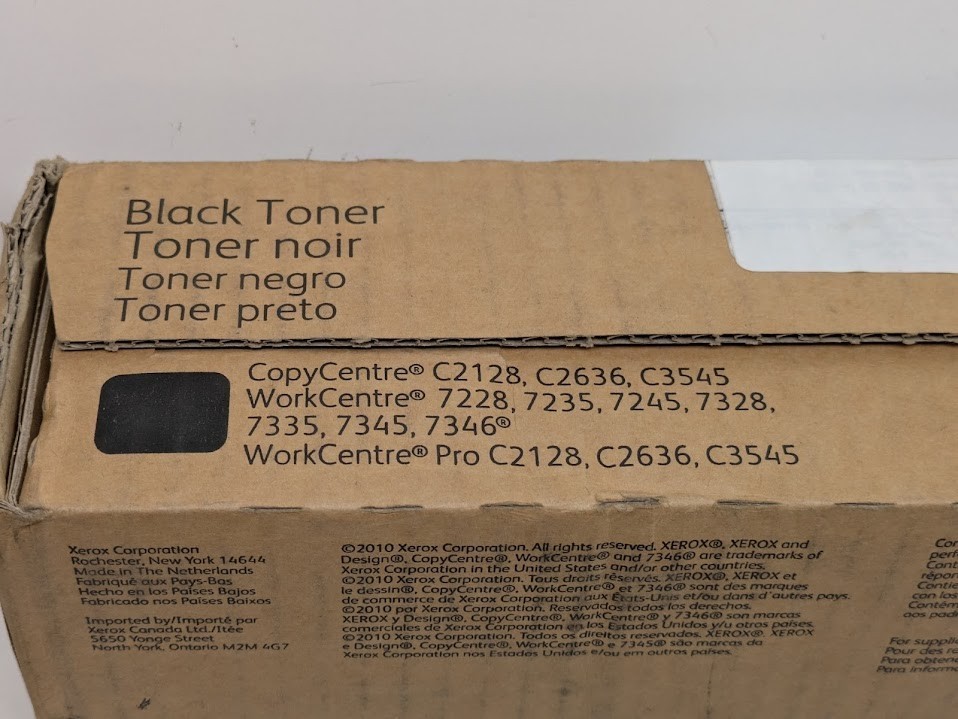 Black Toner
Toner noir
Toner negro
Toner preto
CopyCentre® C2128, C2636, C3545
WorkCentre® 7228, 7235, 7245, 7328,
7335, 7345, 7346®
WorkCentre® Pro C2128, C2636, C3545
Xerox Corporation
Rochester, New York 14644
Made in The Netherlands
Fabriqué aux Pays-Bas
Hecho en los Países Bajos
Fabricado nos Países Baixos
Imported by/Importé par
Xerox Canada Ltd./ltée
5650 Yonge Street
North York, Ontario M2M 4G7
©2010 Xerox Corporation. All rights reserved. XEROX®, XEROX and
Design®, CopyCentre®, WorkCentre® and 7346® are trademarks of
Xerox Corporation in the United States and/or other countries.
©2010 Xerox Corporation. Tous droits réservés. XEROX®, XEROX et
le dessin®, CopyCentre®, WorkCentre® et 7346® sont des marques
de commerce de Xerox Corporation aux États-Unis et/ou dans d'autres pays.
©2010 por Xerox Corporation. Reservados todos los derechos.
XEROX y Design®, CopyCentre®, WorkCentre® y 7346® son marcas
comerciales de Xerox Corporation en los Estados Unidos y/u otros países.
©2010 Xerox Corporation. Todos os direitos reservados. XEROX®, XEROX
e Design®, CopyCentre®, WorkCentre® e 7345® são marcas da
Xerox Corporation nos Estados Unidos e/ou em outros países.
For
Pour des
Para
Para